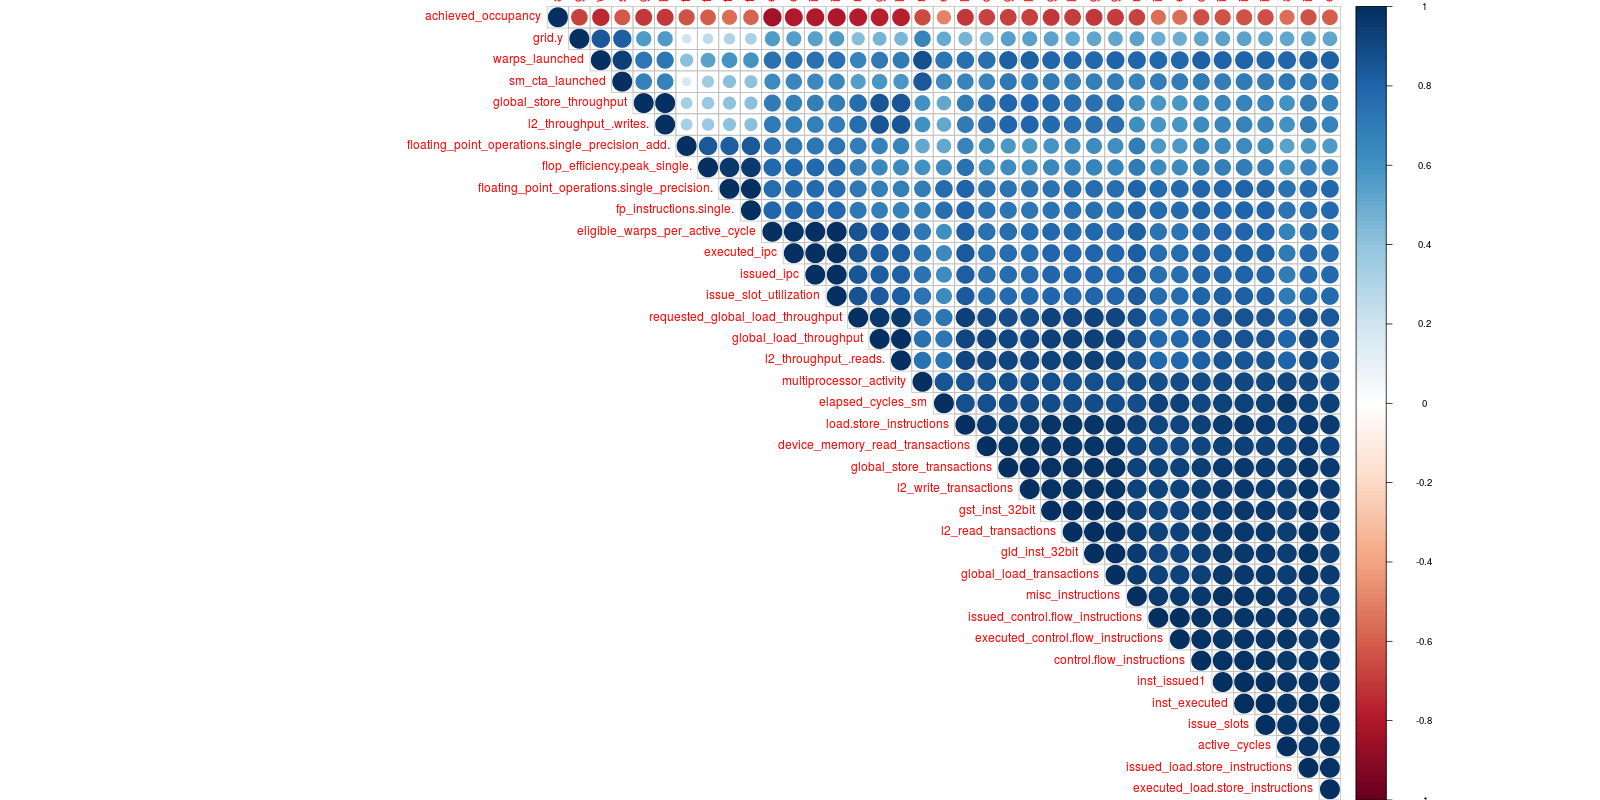 achieved_occupancy
grid.y
warps_launched
sm_cta_launched
global_store_throughput
l2_throughput_.writes.
floating_point_operations.single_precision_add.
flop_efficiency.peak_single.
floating_point_operations.single_precision.
fp_instructions.single.
eligible_warps_per_active_cycle
executed_ipc
issued_ipc
issue_slot_utilization
requested_global_load_throughput
global_load_throughput
l2_throughput_.reads.
multiprocessor_activity
elapsed_cycles_sm
load.store_instructions
device_memory_read_transactions
global_store_transactions
l2_write_transactions
gst_inst_32bit
l2_read_transactions
gld_inst_32bit
global_load_transactions
misc_instructions
issued_control.flow_instructions
executed_control.flow_instructions
control.flow_instructions
inst_issued1
inst_executed
issue_slots
active_cycles
issued_load.store_instructions
executed_load.store_instructions
1
0.8
0.6
0.4
0.2
0
-0.2
-0.4
-0.6
-0.8